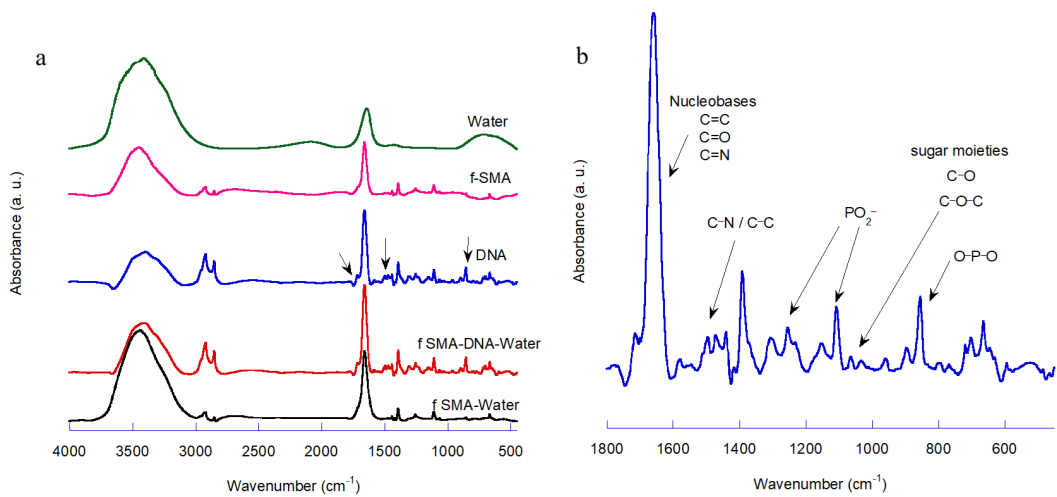 a
Absorbance (a. u.)
Water
f-SMA
DNA
f SMA-DNA-Water
f SMA-Water
4000 3500 3000 2500 2000 1500 1000 500
Wavenumber (cm⁻¹)
b
Absorbance (a. u.)
Nucleobases
C=C
C=O
C=N
sugar moieties
C-O
C-O-C
C-N / C-C
PO₂⁻
O-P-O
1800 1600 1400 1200 1000 800 600
Wavenumber (cm⁻¹)